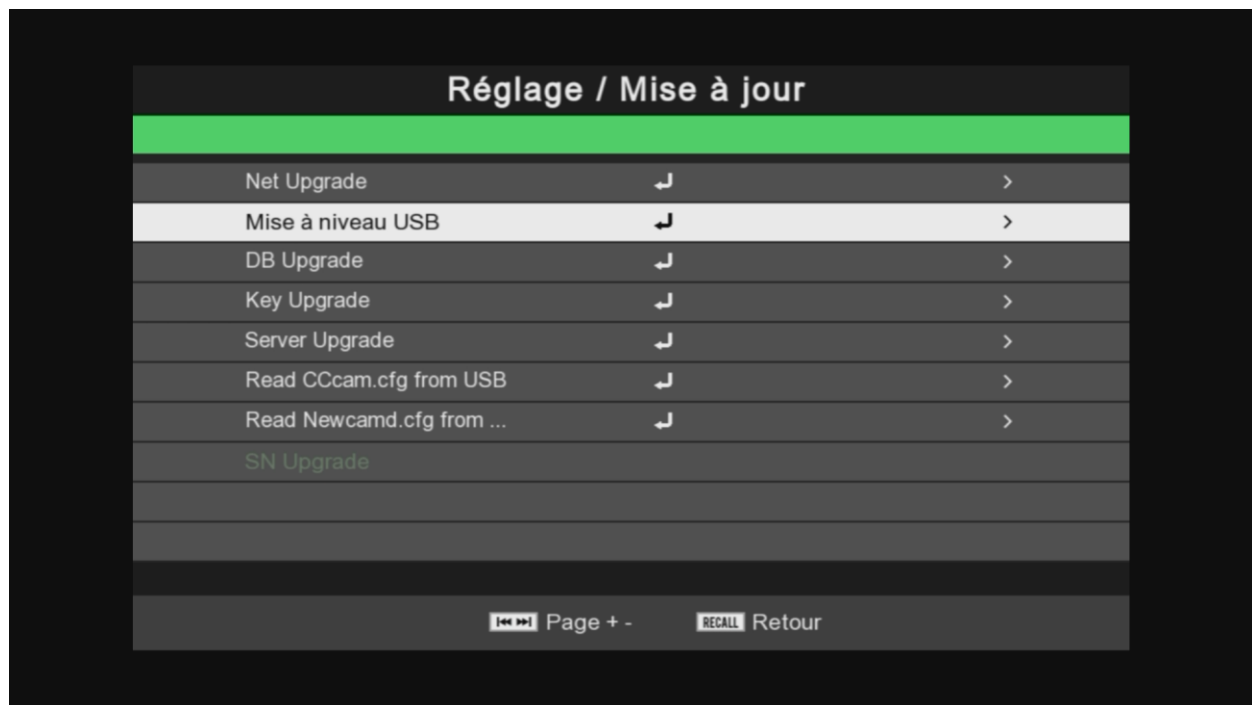 Réglage / Mise à jour
Net Upgrade
Mise à niveau USB
DB Upgrade
Key Upgrade
Server Upgrade
Read CCcam.cfg from USB
Read Newcamd.cfg from ...
SN Upgrade
Page + - RECALL Retour